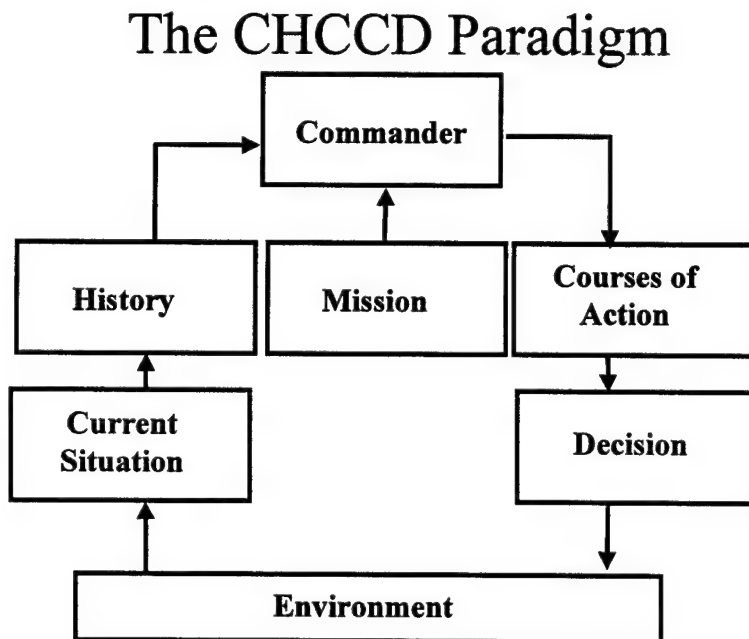 The CHCCD Paradigm
Commander
History
Mission
Courses of
Action
Current
Situation
Decision
Environment